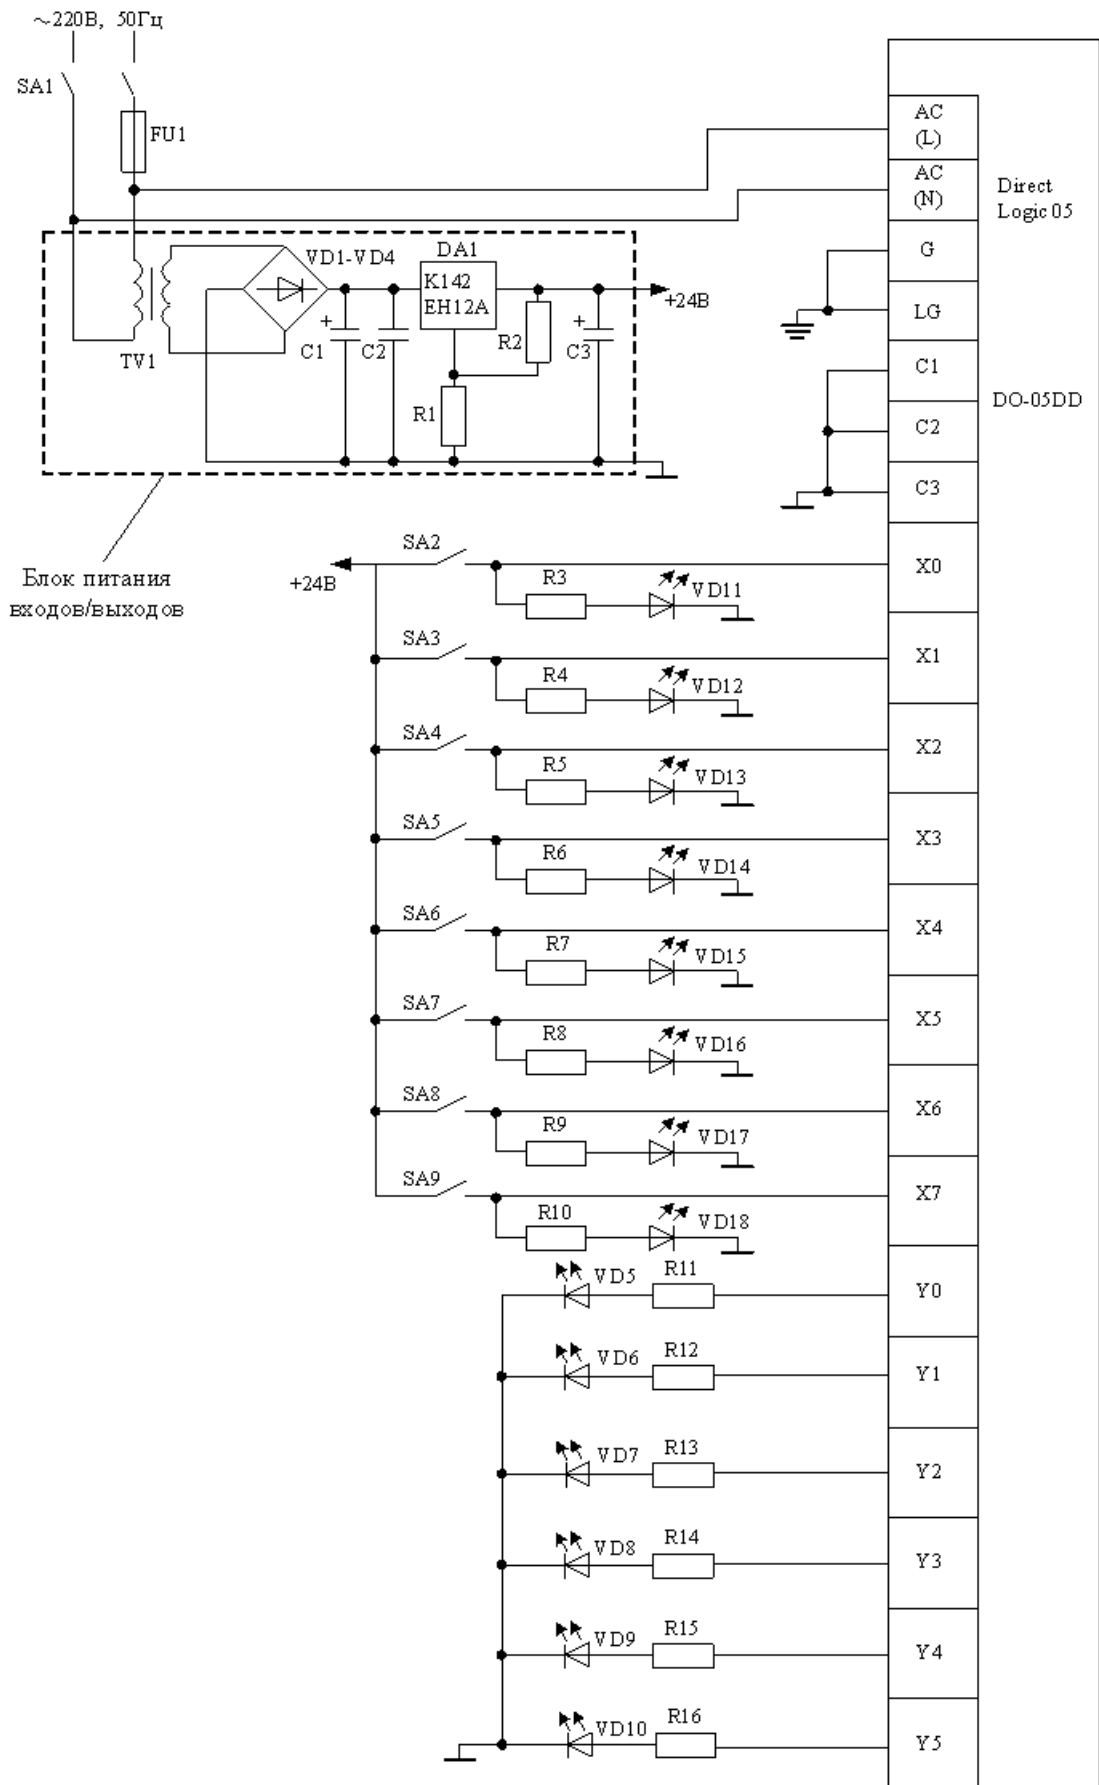 ~220В, 50Гц
SA1
FU1
AC
(L)
AC
(N)
Direct
Logic 05
G
LG
C1
C2
C3
DO-05DD
VD1-VD4
DA1
К142
ЕН12А
+24В
TV1
C1
C2
R2
C3
R1
Блок питания
входов/выходов
+24В
SA2
R3
VD11
X0
SA3
R4
VD12
X1
SA4
R5
VD13
X2
SA5
R6
VD14
X3
SA6
R7
VD15
X4
SA7
R8
VD16
X5
SA8
R9
VD17
X6
SA9
R10
VD18
X7
VD5
R11
Y0
VD6
R12
Y1
VD7
R13
Y2
VD8
R14
Y3
VD9
R15
Y4
VD10
R16
Y5